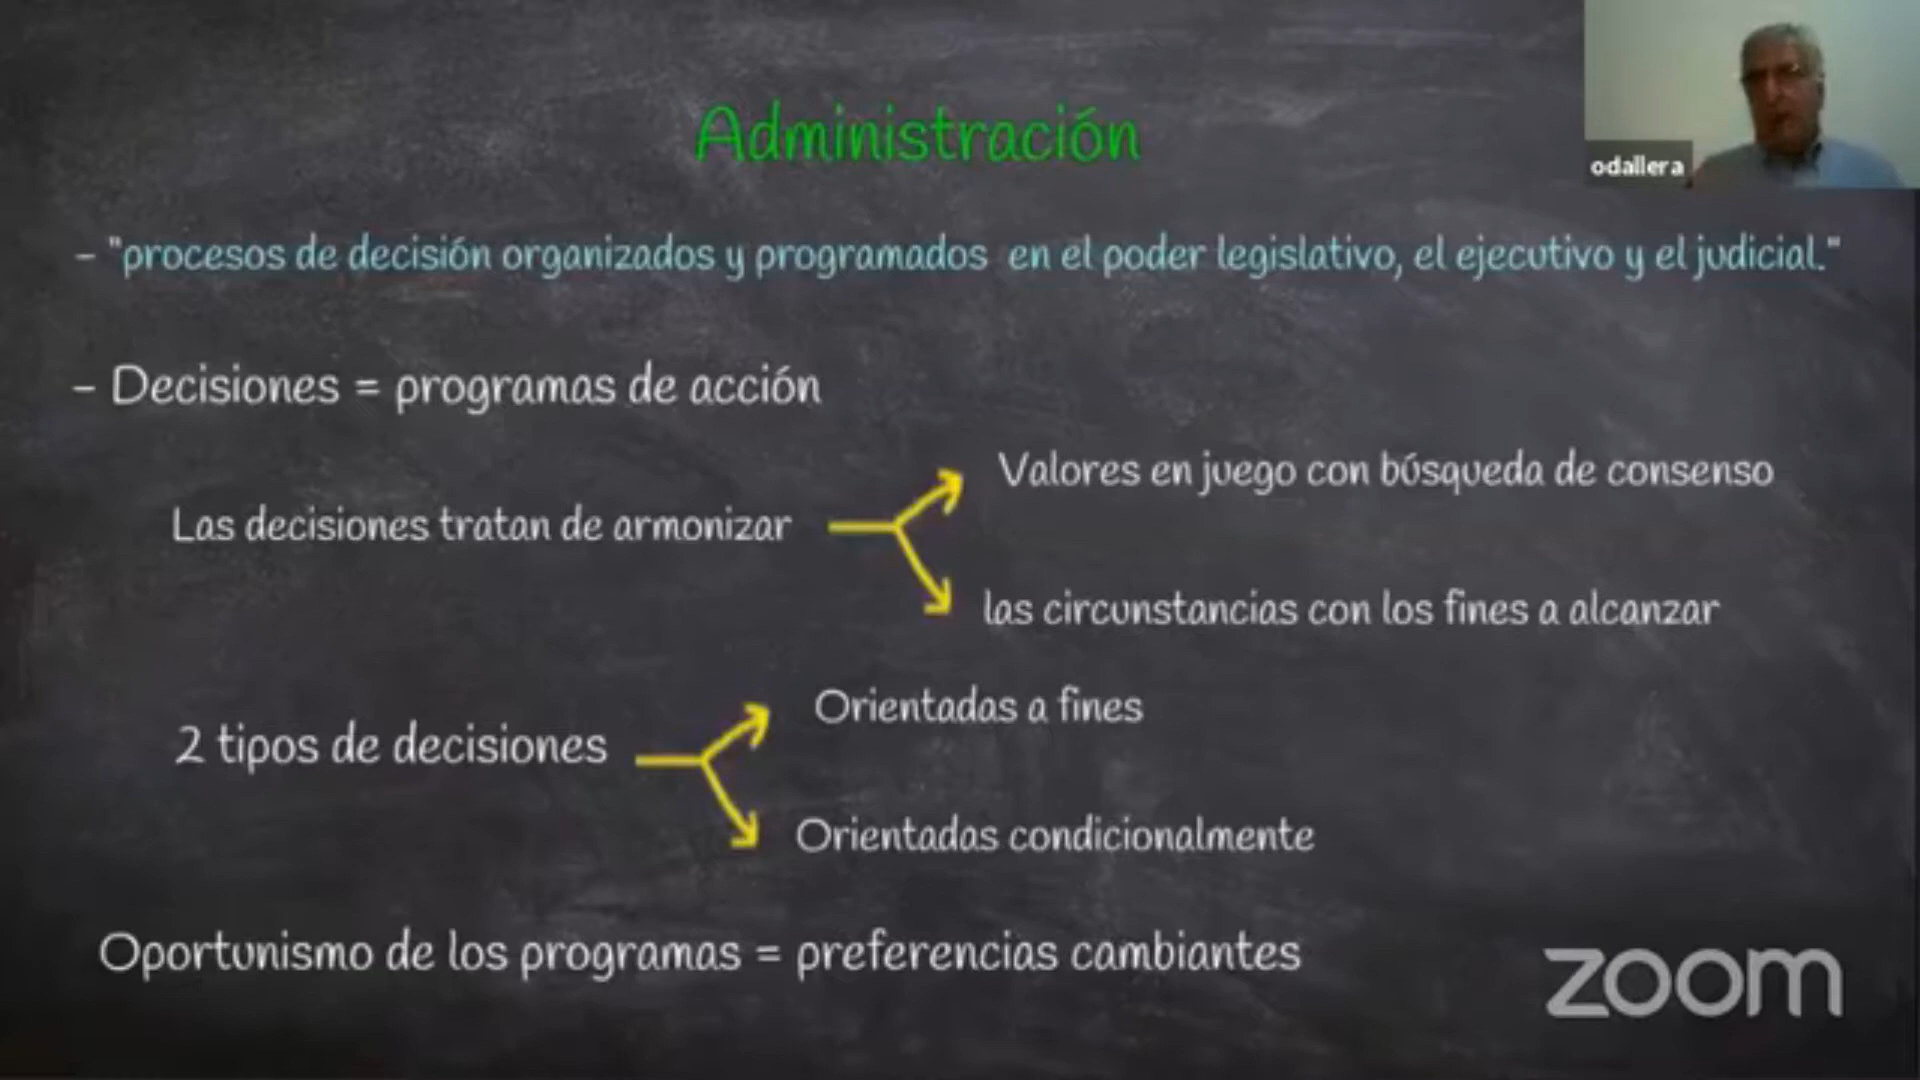 Administración
odallera
- "procesos de decisión organizados y programados en el poder legislativo, el ejecutivo y el judicial."
- Decisiones = programas de acción
Valores en juego con búsqueda de consenso
Las decisiones tratan de armonizar
las circunstancias con los fines a alcanzar
Orientadas a fines
2 tipos de decisiones
Orientadas condicionalmente
Oportunismo de los programas = preferencias cambiantes
zoom